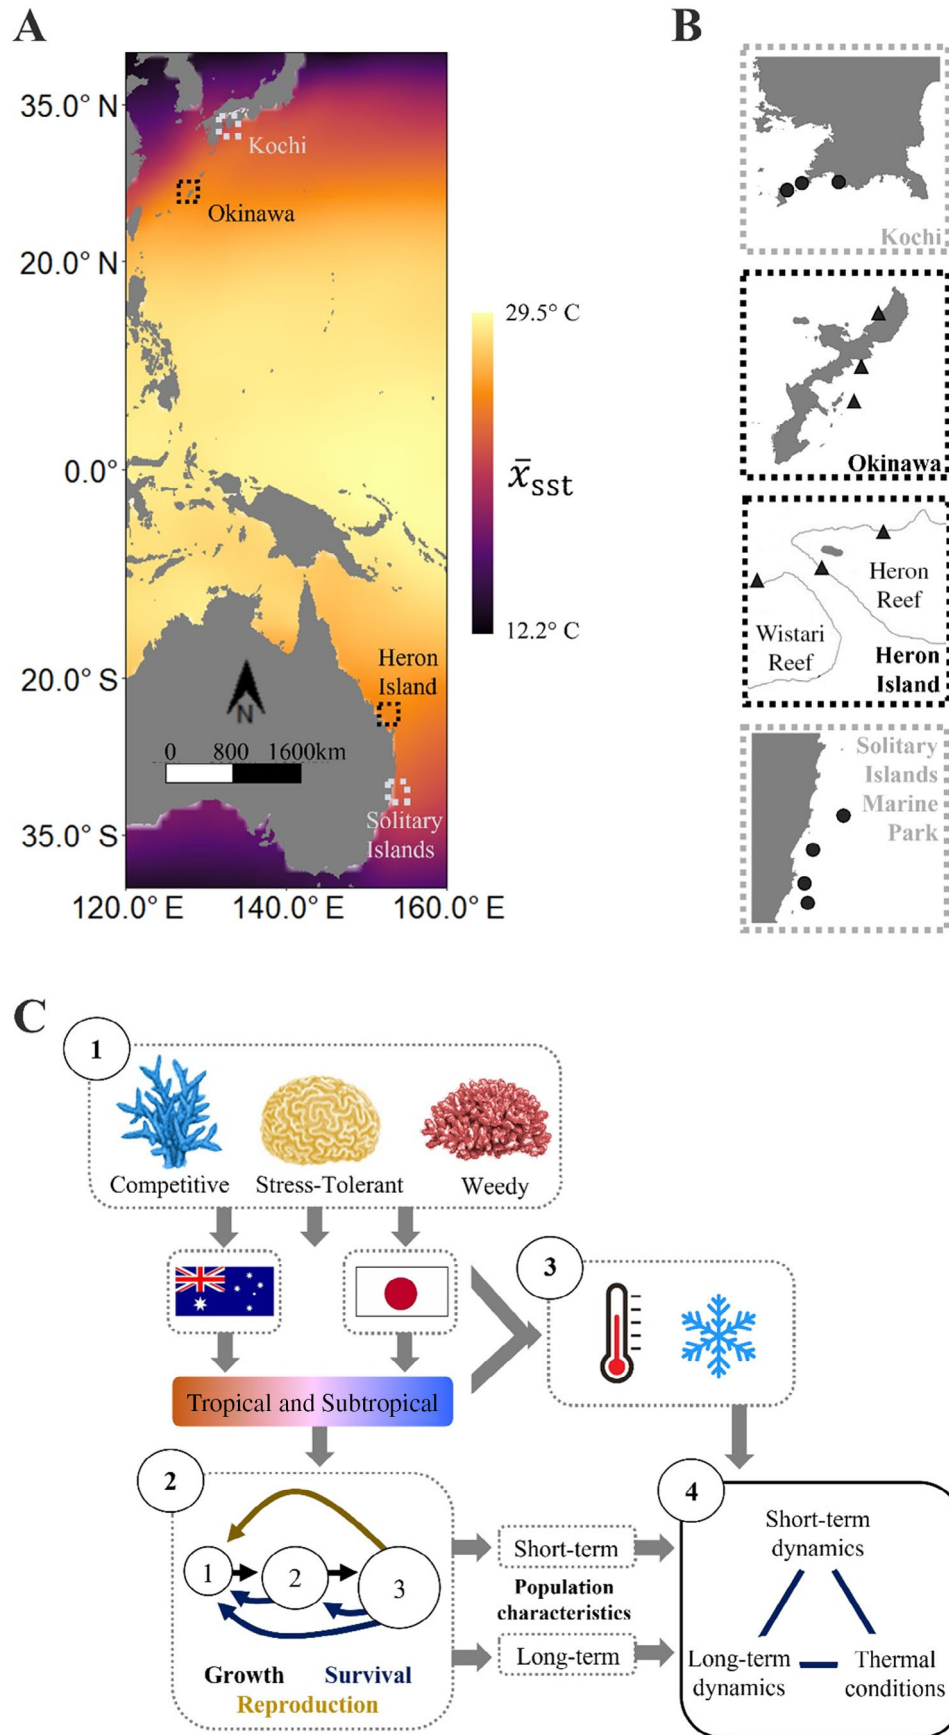 A
35.0° N
Kochi
Okinawa
20.0° N
29.5° C
0.0°
x̄sst
12.2° C
20.0° S
Heron
Island
N
0 800 1600km
Solitary
Islands
35.0° S
120.0° E 140.0° E 160.0° E
B
Kochi
Okinawa
Heron
Reef
Wistari
Reef
Heron
Island
Solitary
Islands
Marine
Park
C
1
Competitive Stress-Tolerant Weedy
3
Tropical and Subtropical
2
1 2 3
Growth Survival
Reproduction
Short-term
Population
characteristics
Long-term
4
Short-term
dynamics
Long-term
dynamics
Thermal
conditions